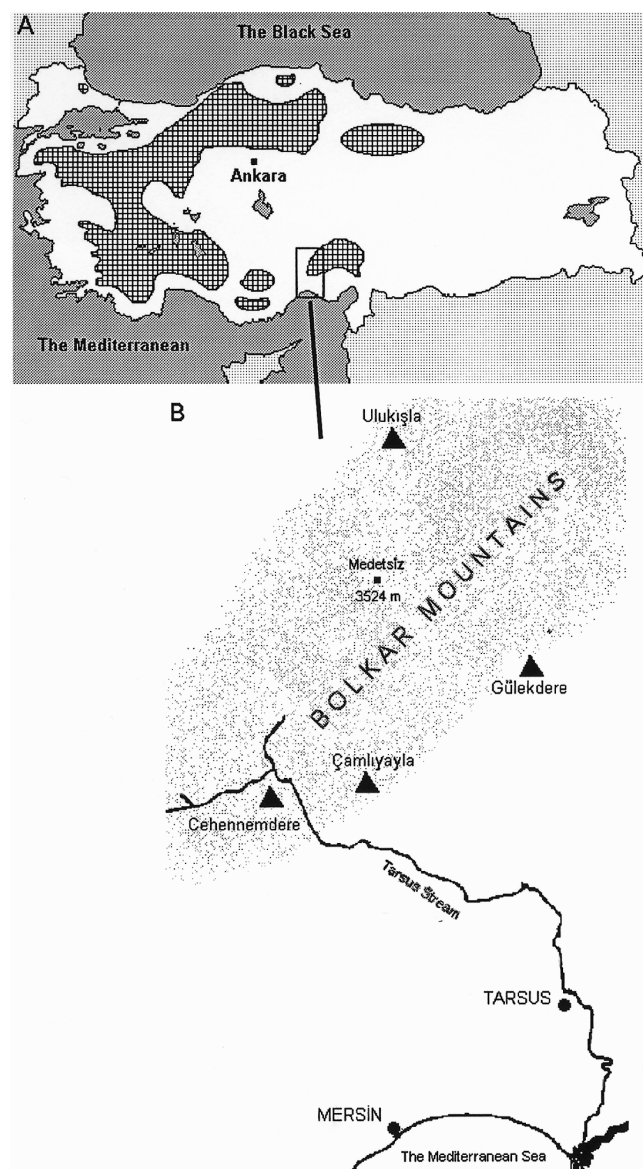 A
The Black Sea
Ankara
The Mediterranean
B
Ulukışla
Medetsiz
3524 m
BOLKAR MOUNTAINS
Gülekdere
Çamlıyayla
Cehennemdere
Tarsus Stream
TARSUS
MERSİN
The Mediterranean Sea